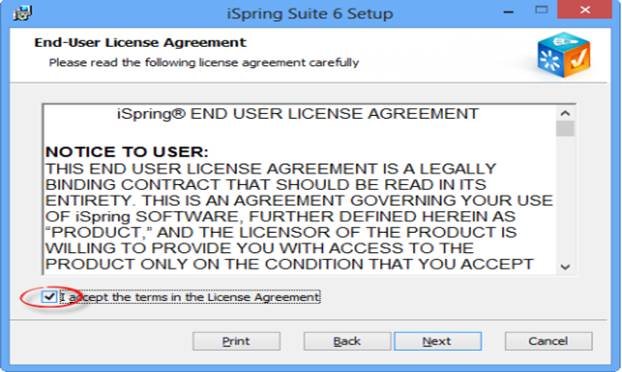 iSpring Suite 6 Setup
End-User License Agreement
Please read the following license agreement carefully
iSpring® END USER LICENSE AGREEMENT
NOTICE TO USER:
THIS END USER LICENSE AGREEMENT IS A LEGALLY
BINDING CONTRACT THAT SHOULD BE READ IN ITS
ENTIRETY. THIS IS AN AGREEMENT GOVERNING YOUR USE
OF iSpring SOFTWARE, FURTHER DEFINED HEREIN AS
“PRODUCT,” AND THE LICENSOR OF THE PRODUCT IS
WILLING TO PROVIDE YOU WITH ACCESS TO THE
PRODUCT ONLY ON THE CONDITION THAT YOU ACCEPT
I accept the terms in the License Agreement
Print Back Next Cancel